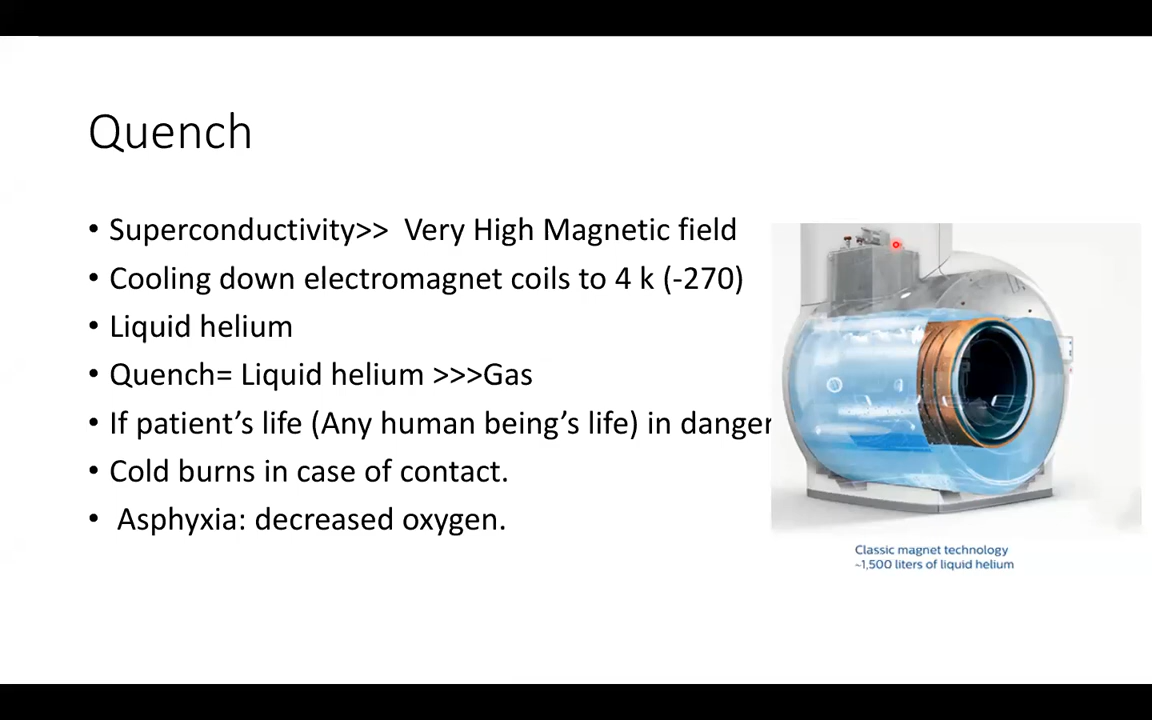 Quench
• Superconductivity>> Very High Magnetic field
• Cooling down electromagnet coils to 4 k (-270)
• Liquid helium
• Quench= Liquid helium >>>Gas
• If patient’s life (Any human being’s life) in danger
• Cold burns in case of contact.
• Asphyxia: decreased oxygen.
Classic magnet technology
~1,500 liters of liquid helium